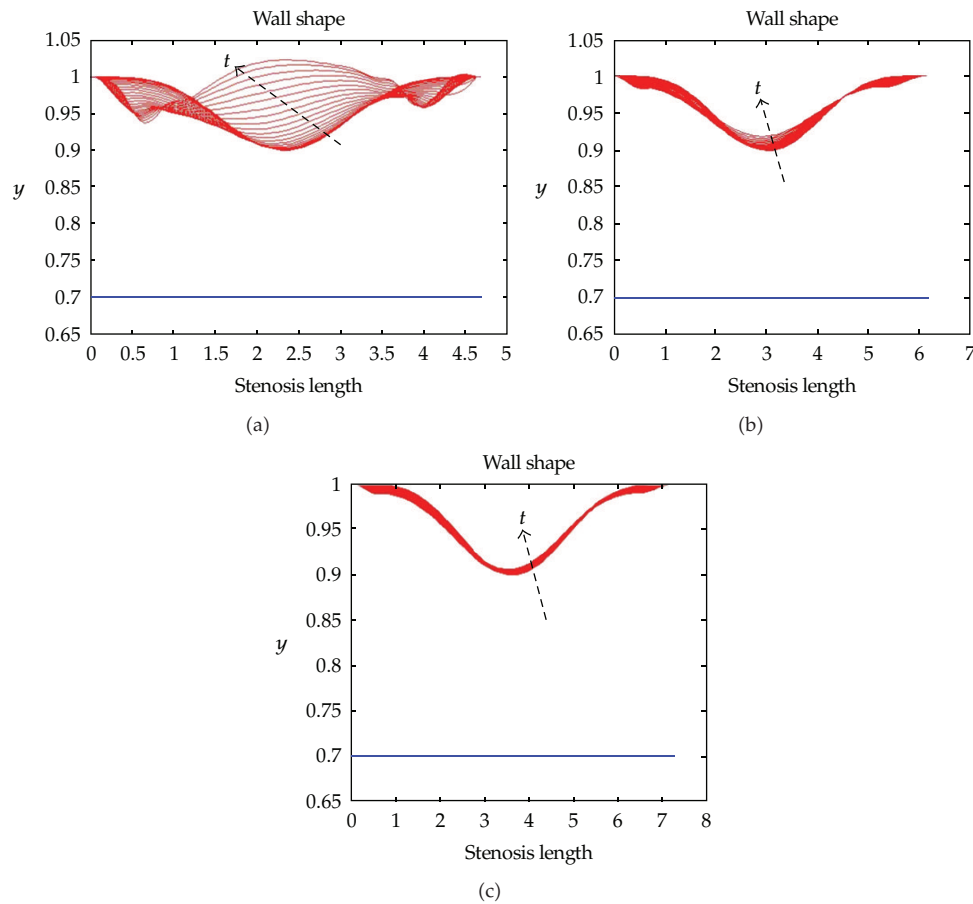 Wall shape
1.05
1
0.95
0.9
0.85
0.8
0.75
0.7
0.65
y
t
0 0.5 1 1.5 2 2.5 3 3.5 4 4.5 5
Stenosis length
(a)
Wall shape
1.05
1
0.95
0.9
0.85
0.8
0.75
0.7
0.65
y
t
0 1 2 3 4 5 6 7
Stenosis length
(b)
Wall shape
1
0.95
0.9
0.85
0.8
0.75
0.7
0.65
y
t
0 1 2 3 4 5 6 7 8
Stenosis length
(c)